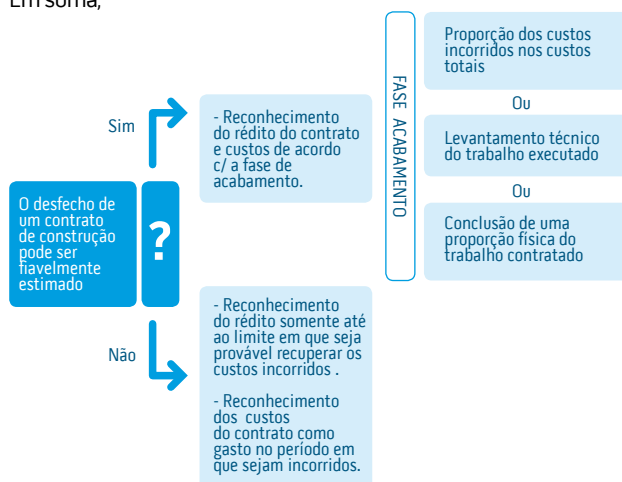 Em suma,
Sim
- Reconhecimento
do rédito do contrato
e custos de acordo
c/ a fase de
acabamento.
FASE ACABAMENTO
Proporção dos custos
incorridos nos custos
totais
Ou
Levantamento técnico
do trabalho executado
Ou
Conclusão de uma
proporção física do
trabalho contratado
O desfecho de
um contrato
de construção
pode ser
fiavelmente
estimado
?
Não
- Reconhecimento
do rédito somente até
ao limite em que seja
provável recuperar os
custos incorridos .
- Reconhecimento
dos custos
do contrato como
gasto no período em
que sejam incorridos.